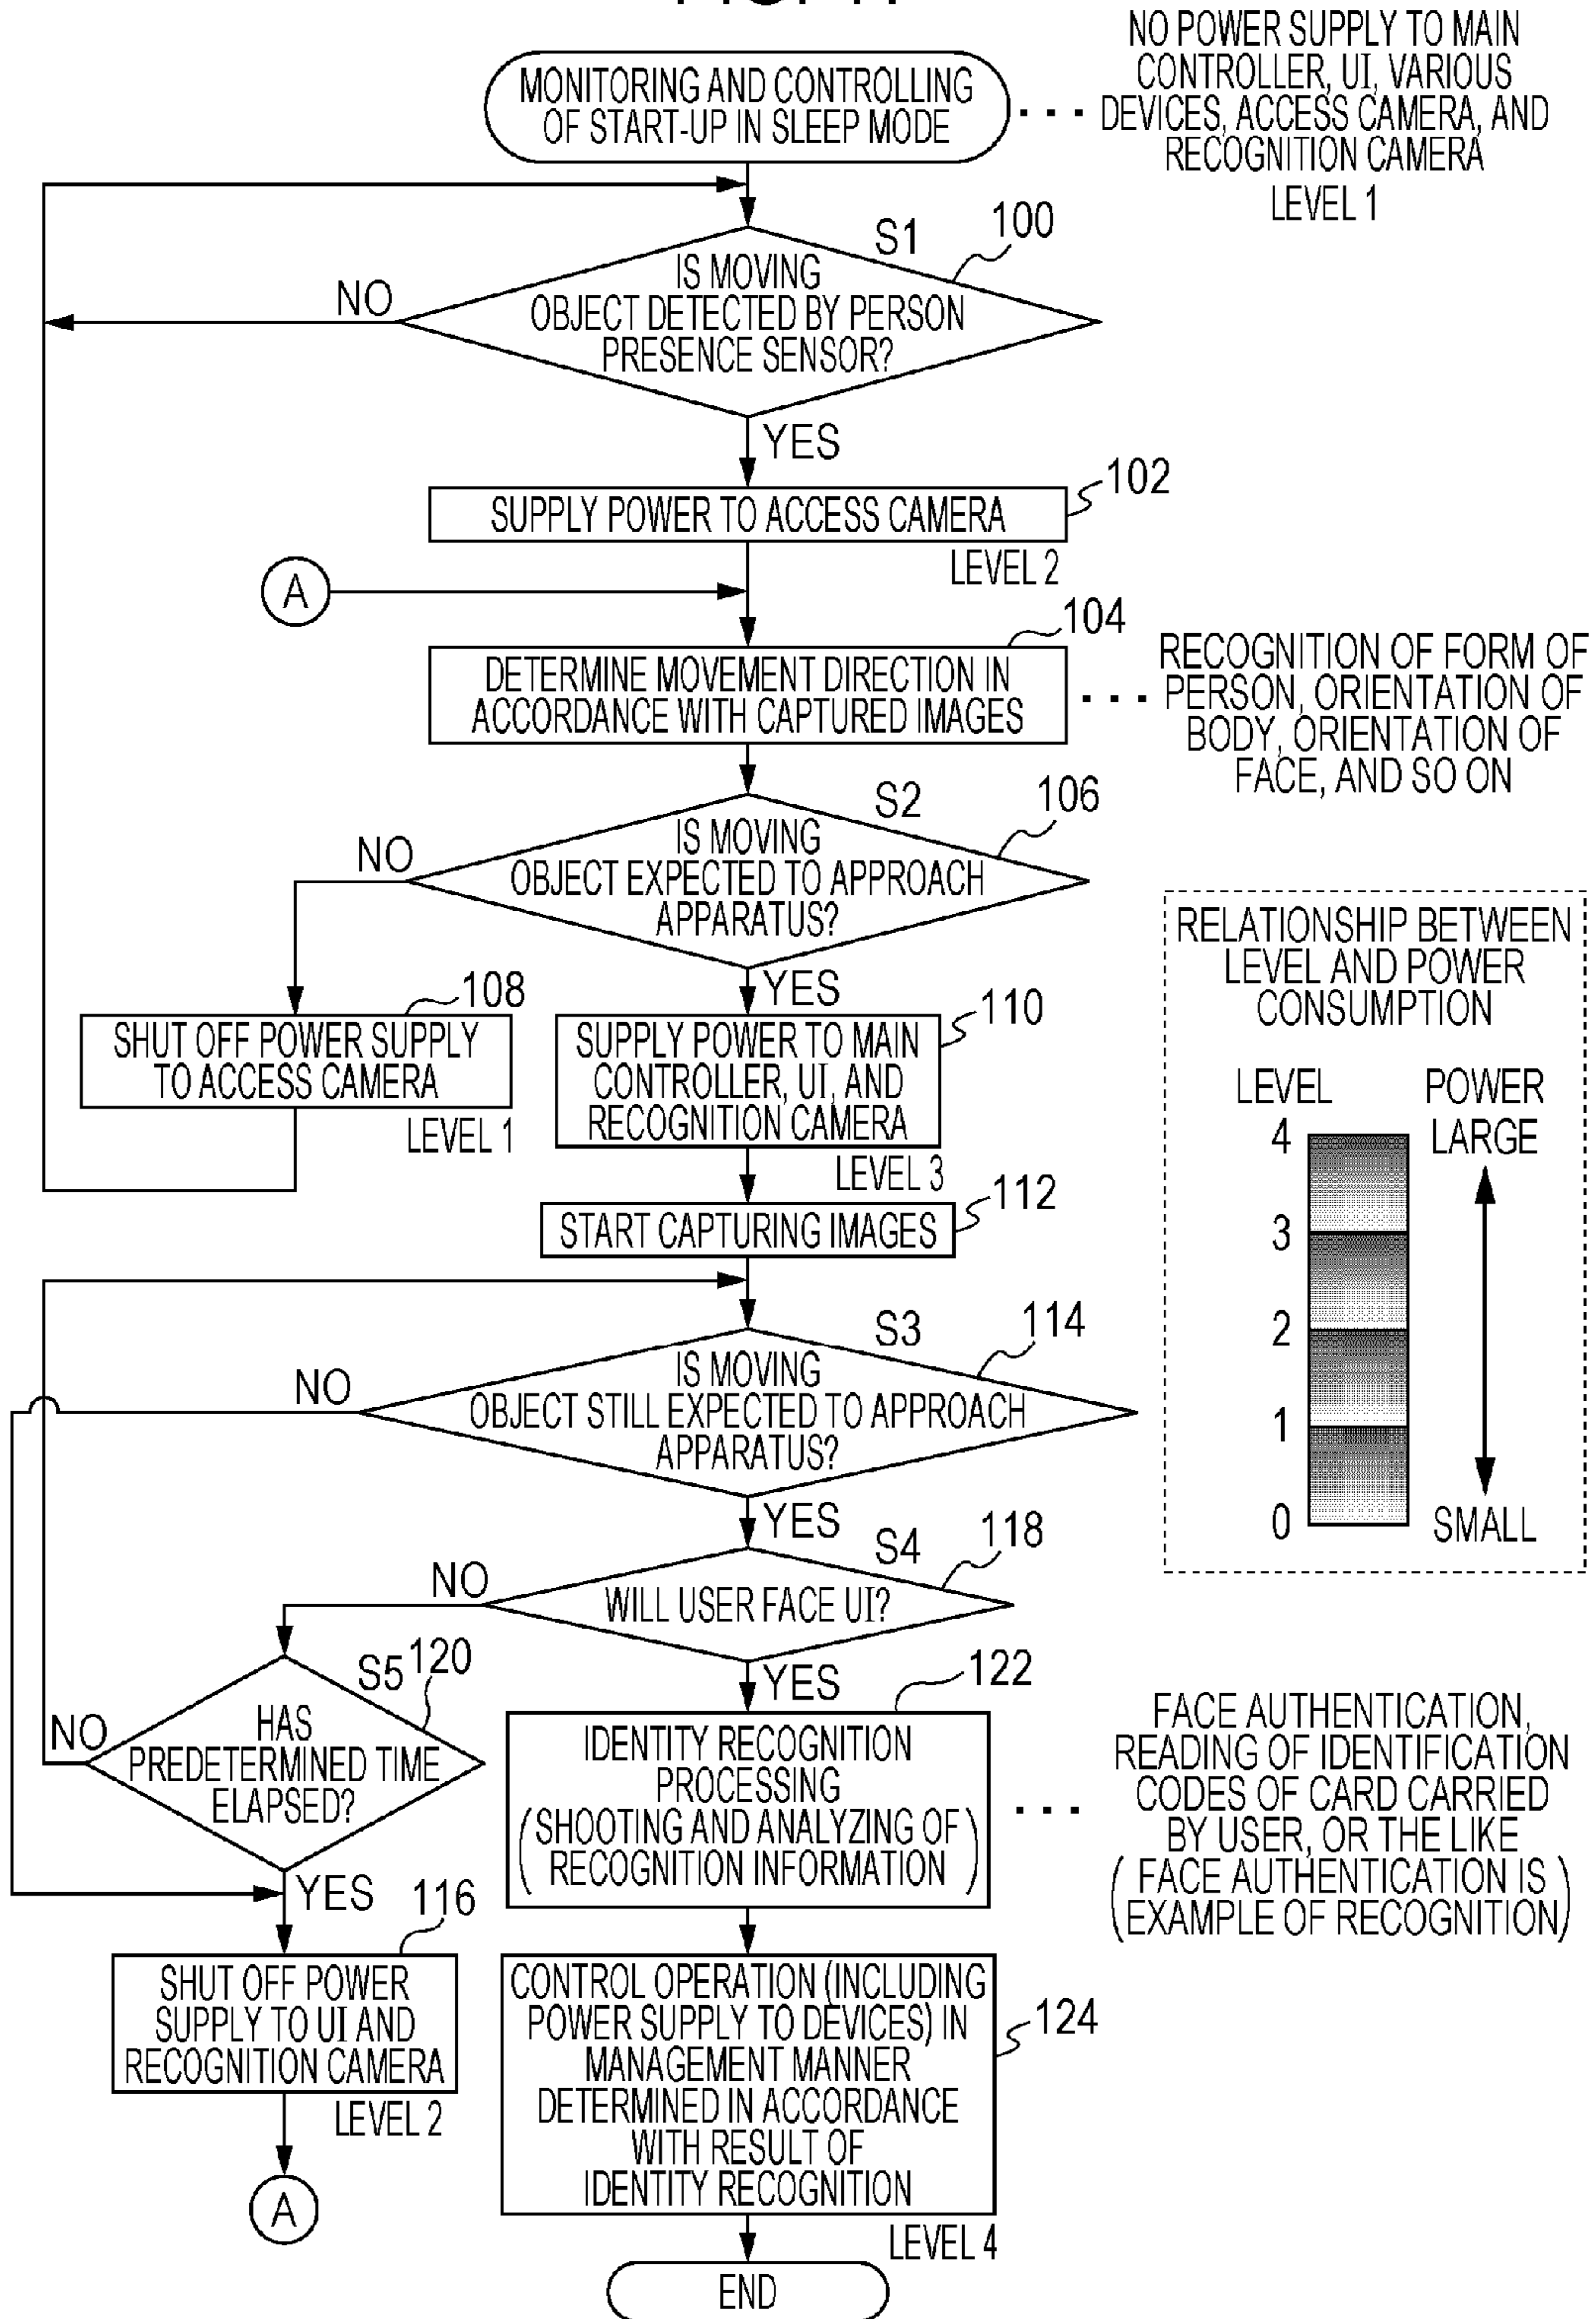 NO POWER SUPPLY TO MAIN
CONTROLLER, UI, VARIOUS
DEVICES, ACCESS CAMERA, AND
RECOGNITION CAMERA
LEVEL 1
MONITORING AND CONTROLLING
OF START-UP IN SLEEP MODE
...
S1
100
IS MOVING
OBJECT DETECTED BY PERSON
PRESENCE SENSOR?
NO
YES
102
SUPPLY POWER TO ACCESS CAMERA
LEVEL 2
A
104
DETERMINE MOVEMENT DIRECTION IN
ACCORDANCE WITH CAPTURED IMAGES
...
RECOGNITION OF FORM OF
PERSON, ORIENTATION OF
BODY, ORIENTATION OF
FACE, AND SO ON
S2
106
IS MOVING
OBJECT EXPECTED TO APPROACH
APPARATUS?
NO
YES
108
SHUT OFF POWER SUPPLY
TO ACCESS CAMERA
LEVEL 1
110
SUPPLY POWER TO MAIN
CONTROLLER, UI, AND
RECOGNITION CAMERA
LEVEL 3
RELATIONSHIP BETWEEN
LEVEL AND POWER
CONSUMPTION
LEVEL
POWER
4
LARGE
3
2
1
0
SMALL
112
START CAPTURING IMAGES
S3
114
IS MOVING
OBJECT STILL EXPECTED TO APPROACH
APPARATUS?
NO
YES
S4
118
WILL USER FACE UI?
NO
YES
S5
120
HAS
PREDETERMINED TIME
ELAPSED?
NO
YES
122
IDENTITY RECOGNITION
PROCESSING
(SHOOTING AND ANALYZING OF
RECOGNITION INFORMATION)
...
FACE AUTHENTICATION,
READING OF IDENTIFICATION
CODES OF CARD CARRIED
BY USER, OR THE LIKE
(FACE AUTHENTICATION IS
EXAMPLE OF RECOGNITION)
116
SHUT OFF POWER
SUPPLY TO UI AND
RECOGNITION CAMERA
LEVEL 2
A
124
CONTROL OPERATION (INCLUDING
POWER SUPPLY TO DEVICES) IN
MANAGEMENT MANNER
DETERMINED IN ACCORDANCE
WITH RESULT OF
IDENTITY RECOGNITION
LEVEL 4
END